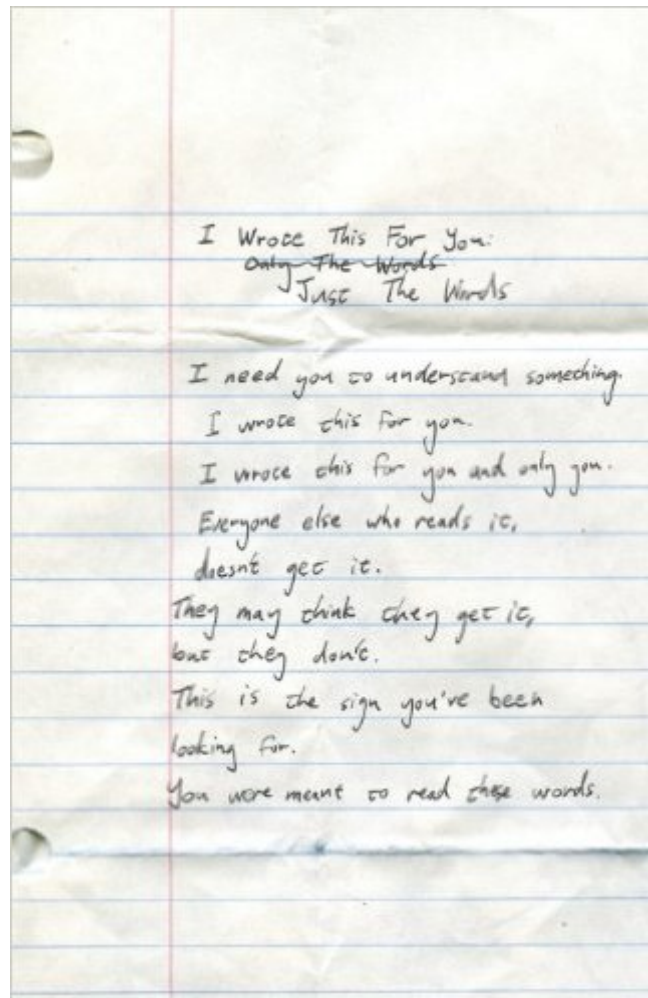 I Wrote This For You:
Only The Words
Just The Words
I need you to understand something.
I wrote this for you.
I wrote this for you and only you.
Everyone else who reads it,
doesn't get it.
They may think they get it,
but they don't.
This is the sign you've been
looking for.
You were meant to read these words.